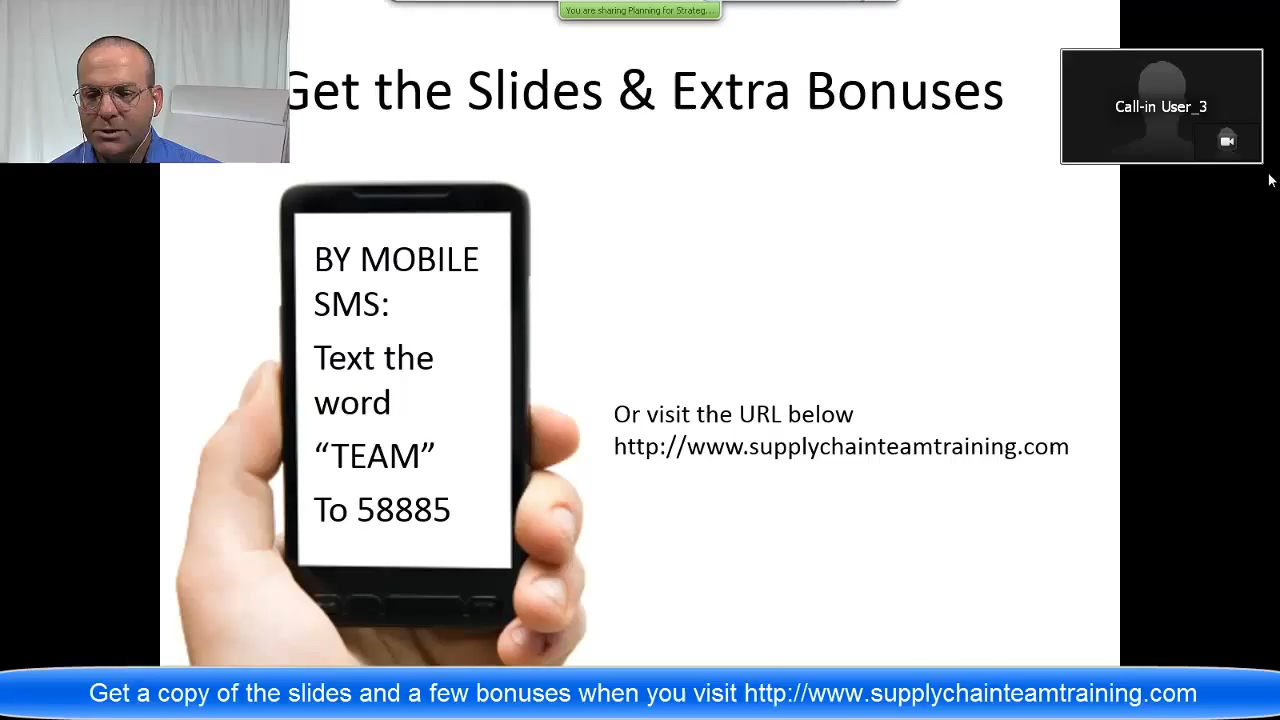 You are sharing Planning for Strateg...
Get the Slides & Extra Bonuses
Call-in User_3
BY MOBILE
SMS:
Text the
word
“TEAM”
To 58885
Or visit the URL below
http://www.supplychainteamtraining.com
Get a copy of the slides and a few bonuses when you visit http://www.supplychainteamtraining.com